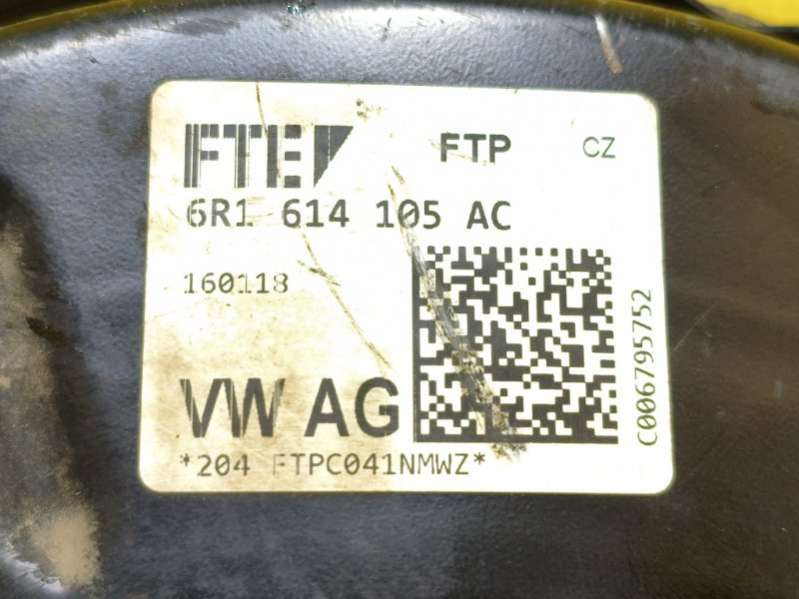 FTE FTP CZ
6R1 614 105 AC
160118
VW AG
*204 FTPC041NMWZ*
C006795752